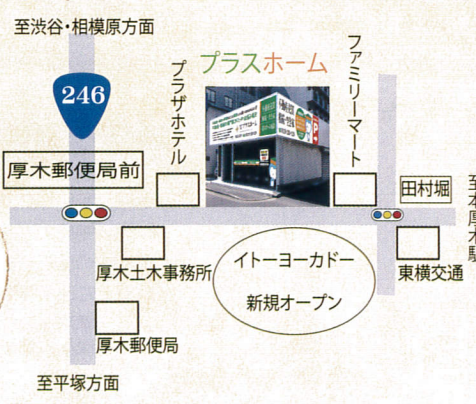 至渋谷・相模原方面
246
プラザホテル
プラスホーム
ファミリーマート
厚木郵便局前
田村堀
至本厚木駅
厚木土木事務所
イトーヨーカドー
新規オープン
東横交通
厚木郵便局
至平塚方面